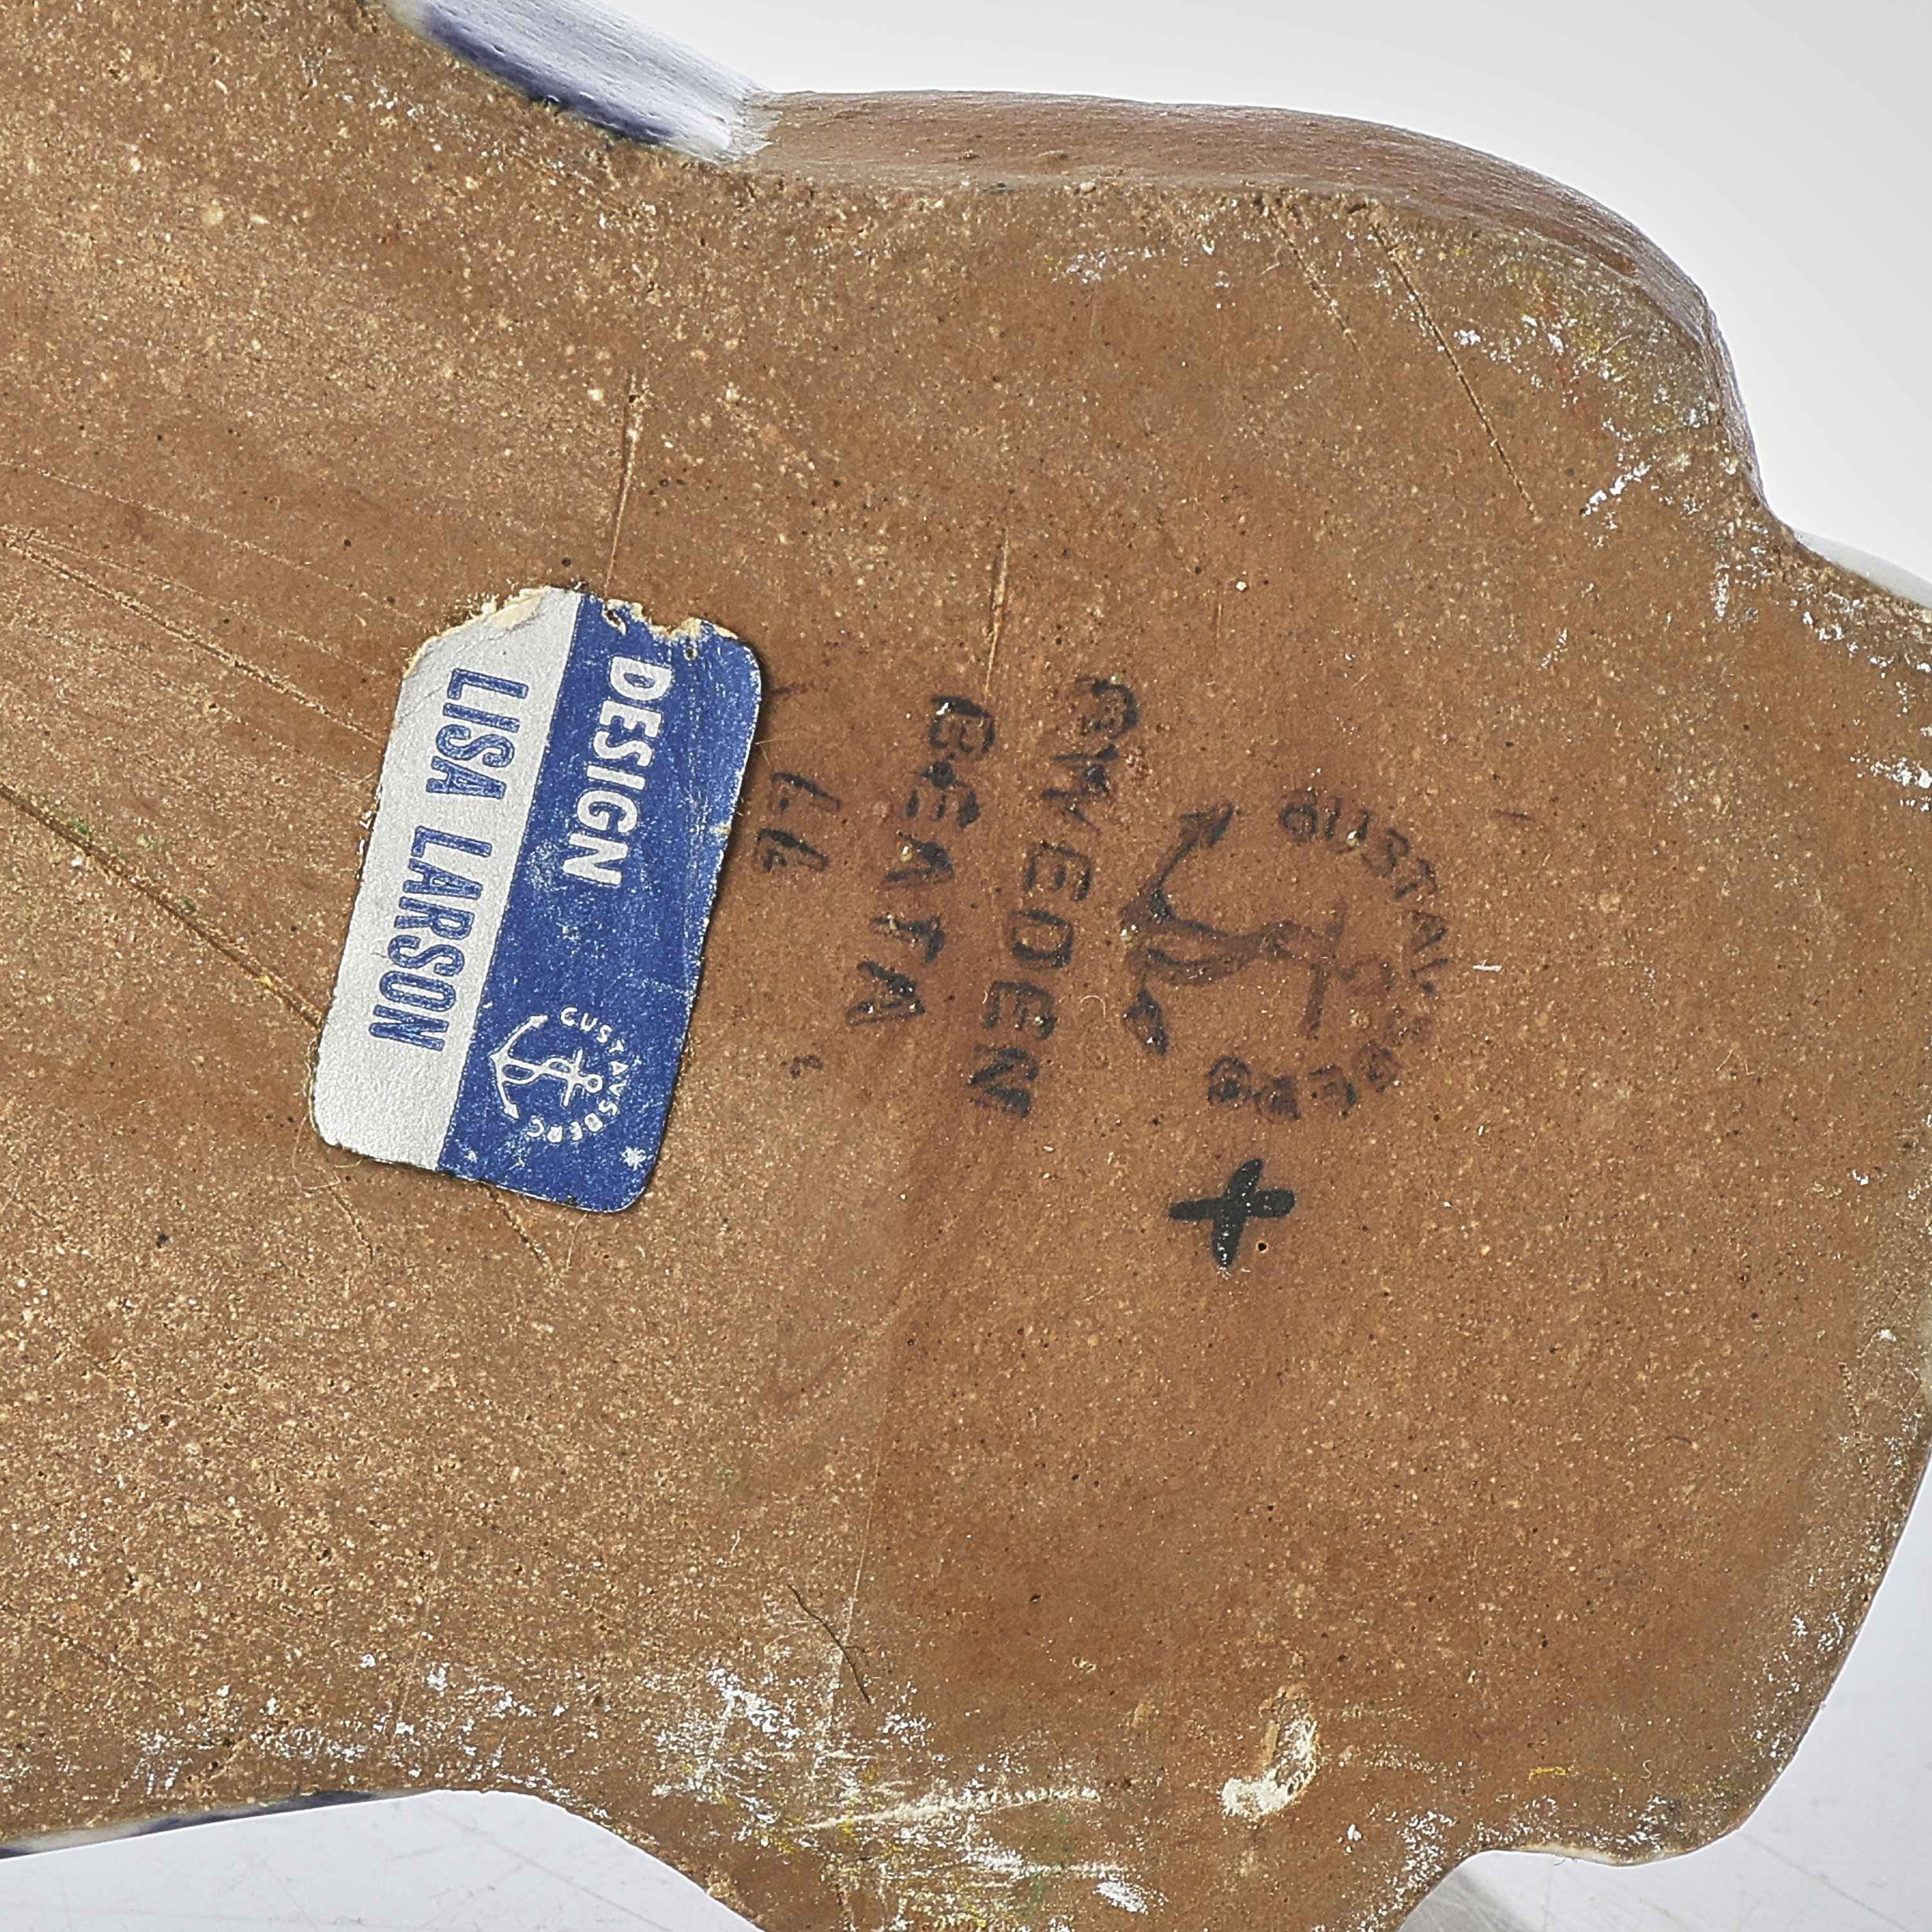 GUSTAVSBERG
SWEDEN
BEATA
L.L.
DESIGN
GUSTAVSBERG
LISA LARSON